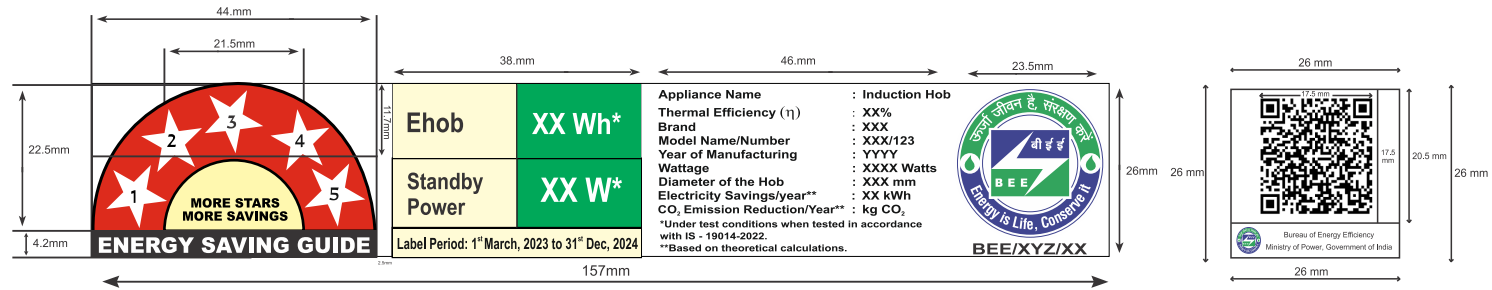 44.mm
21.5mm
22.5mm
4.2mm
11.7mm
1
2
3
4
5
MORE STARS
MORE SAVINGS
ENERGY SAVING GUIDE
38.mm
Ehob
XX Wh*
Standby
Power
XX W*
Label Period: 1st March, 2023 to 31st Dec, 2024
2.9mm
157mm
46.mm
Appliance Name : Induction Hob
Thermal Efficiency (η) : XX%
Brand : XXX
Model Name/Number : XXX/123
Year of Manufacturing : YYYY
Wattage : XXXX Watts
Diameter of the Hob : XXX mm
Electricity Savings/year** : XX kWh
CO2 Emission Reduction/Year** : kg CO2
*Under test conditions when tested in accordance
with IS - 19014-2022.
**Based on theoretical calculations.
23.5mm
ऊर्जा जीवन है, संरक्षण करें
बी ई ई
BEE
Energy is Life, Conserve it
BEE/XYZ/XX
26mm
26 mm
17.5 mm
26 mm
17.5
mm
20.5 mm
26 mm
Bureau of Energy Efficiency
Ministry of Power, Government of India
26 mm